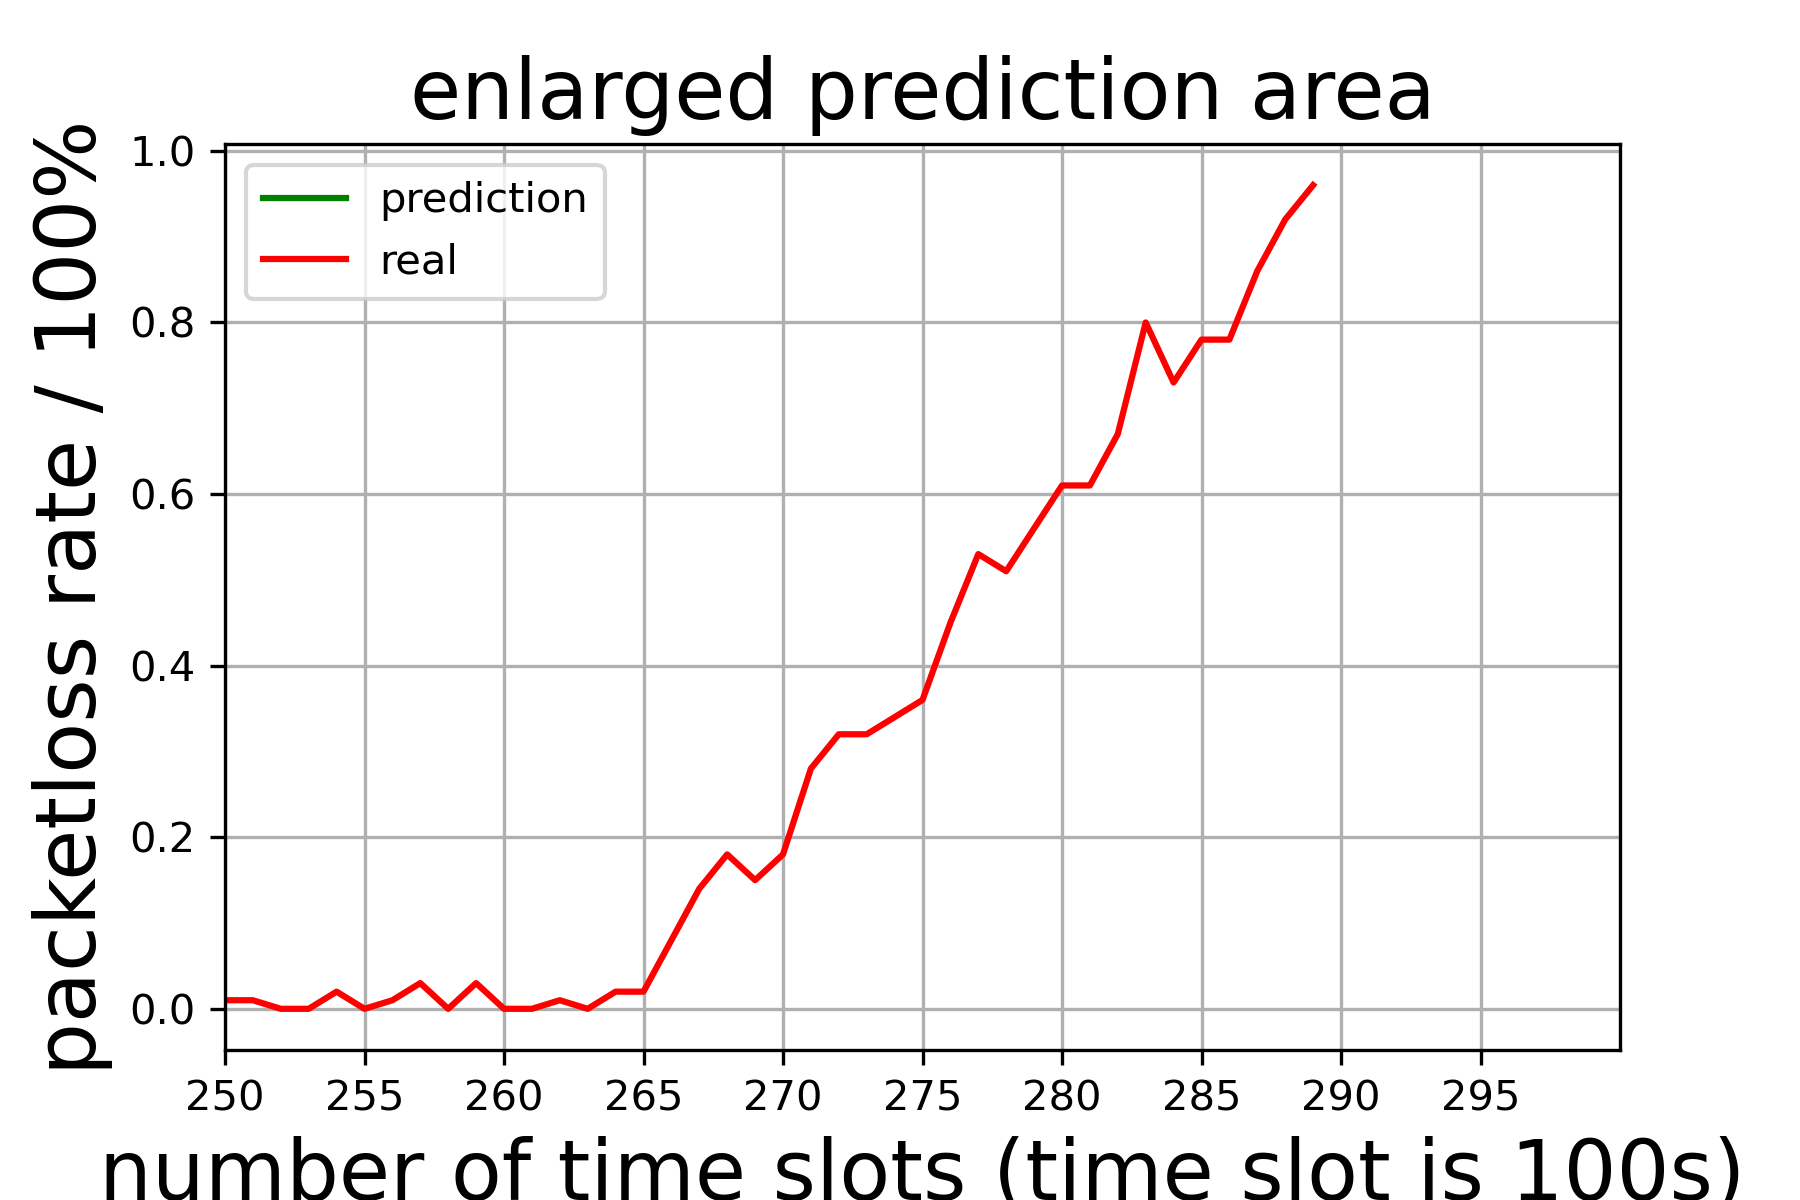 enlarged prediction area
packetloss rate / 100%
1.0
0.8
0.6
0.4
0.2
0.0
prediction
real
250 255 260 265 270 275 280 285 290 295
number of time slots (time slot is 100s)